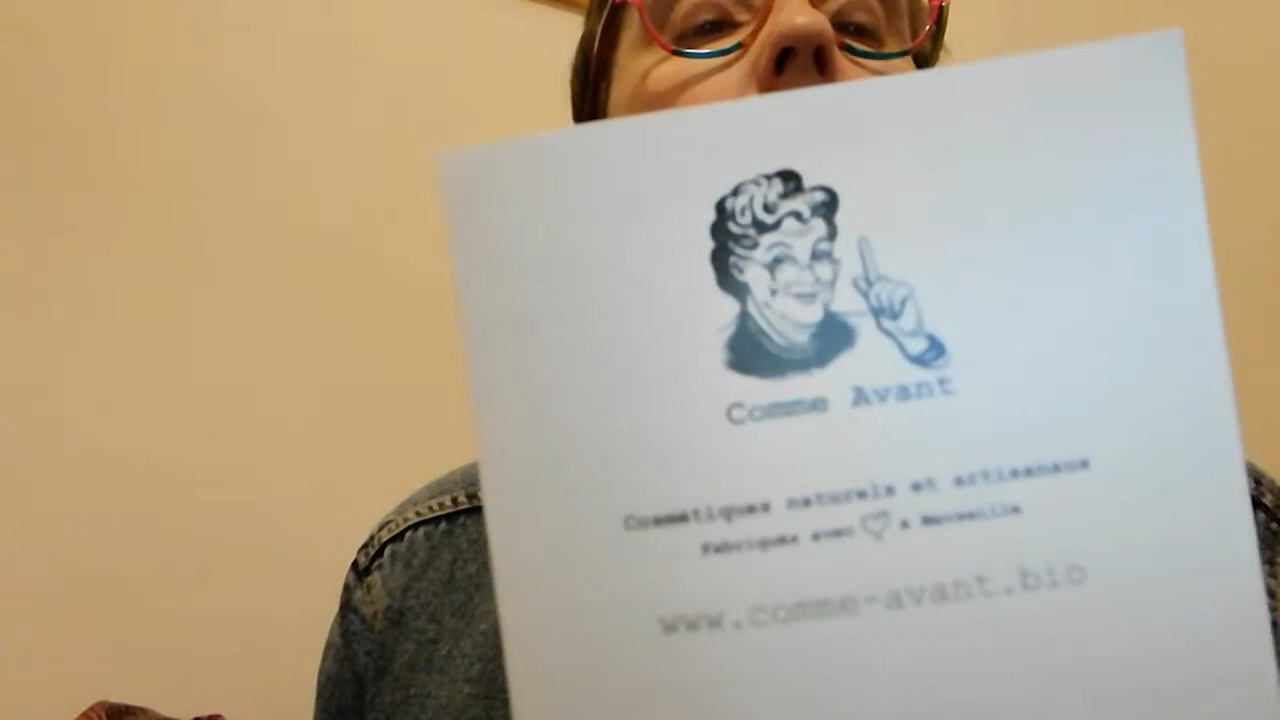 Comme Avant
Cosmétiques naturels et artisanaux
Fabriqués avec à Marseille
www.comme-avant.bio